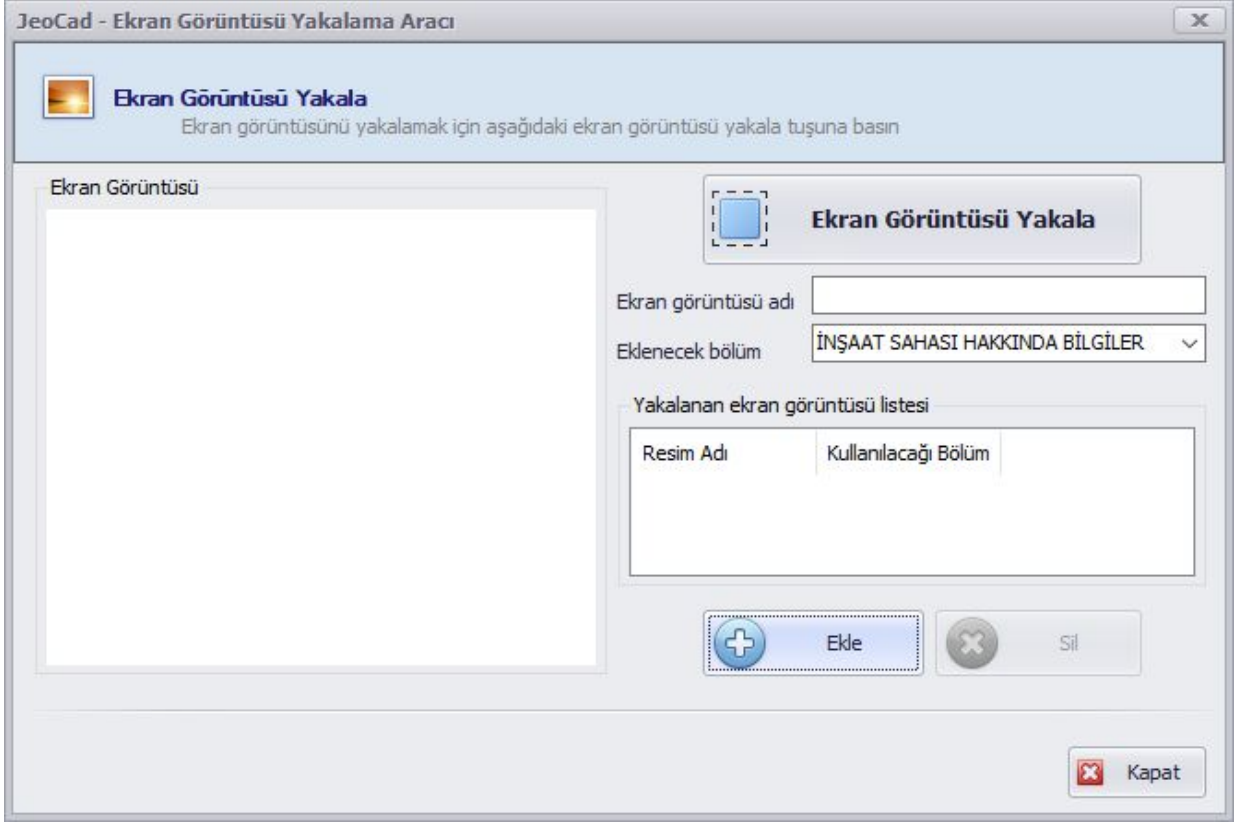 JeoCad - Ekran Görüntüsü Yakalama Aracı
Ekran Görüntüsü Yakala
Ekran görüntüsünü yakalamak için aşağıdaki ekran görüntüsü yakala tuşuna basın
Ekran Görüntüsü
Ekran Görüntüsü Yakala
Ekran görüntüsü adı
Eklenecek bölüm
İNŞAAT SAHASI HAKKINDA BİLGİLER
Yakalanan ekran görüntüsü listesi
Resim Adı
Kullanılacağı Bölüm
Ekle
Sil
Kapat